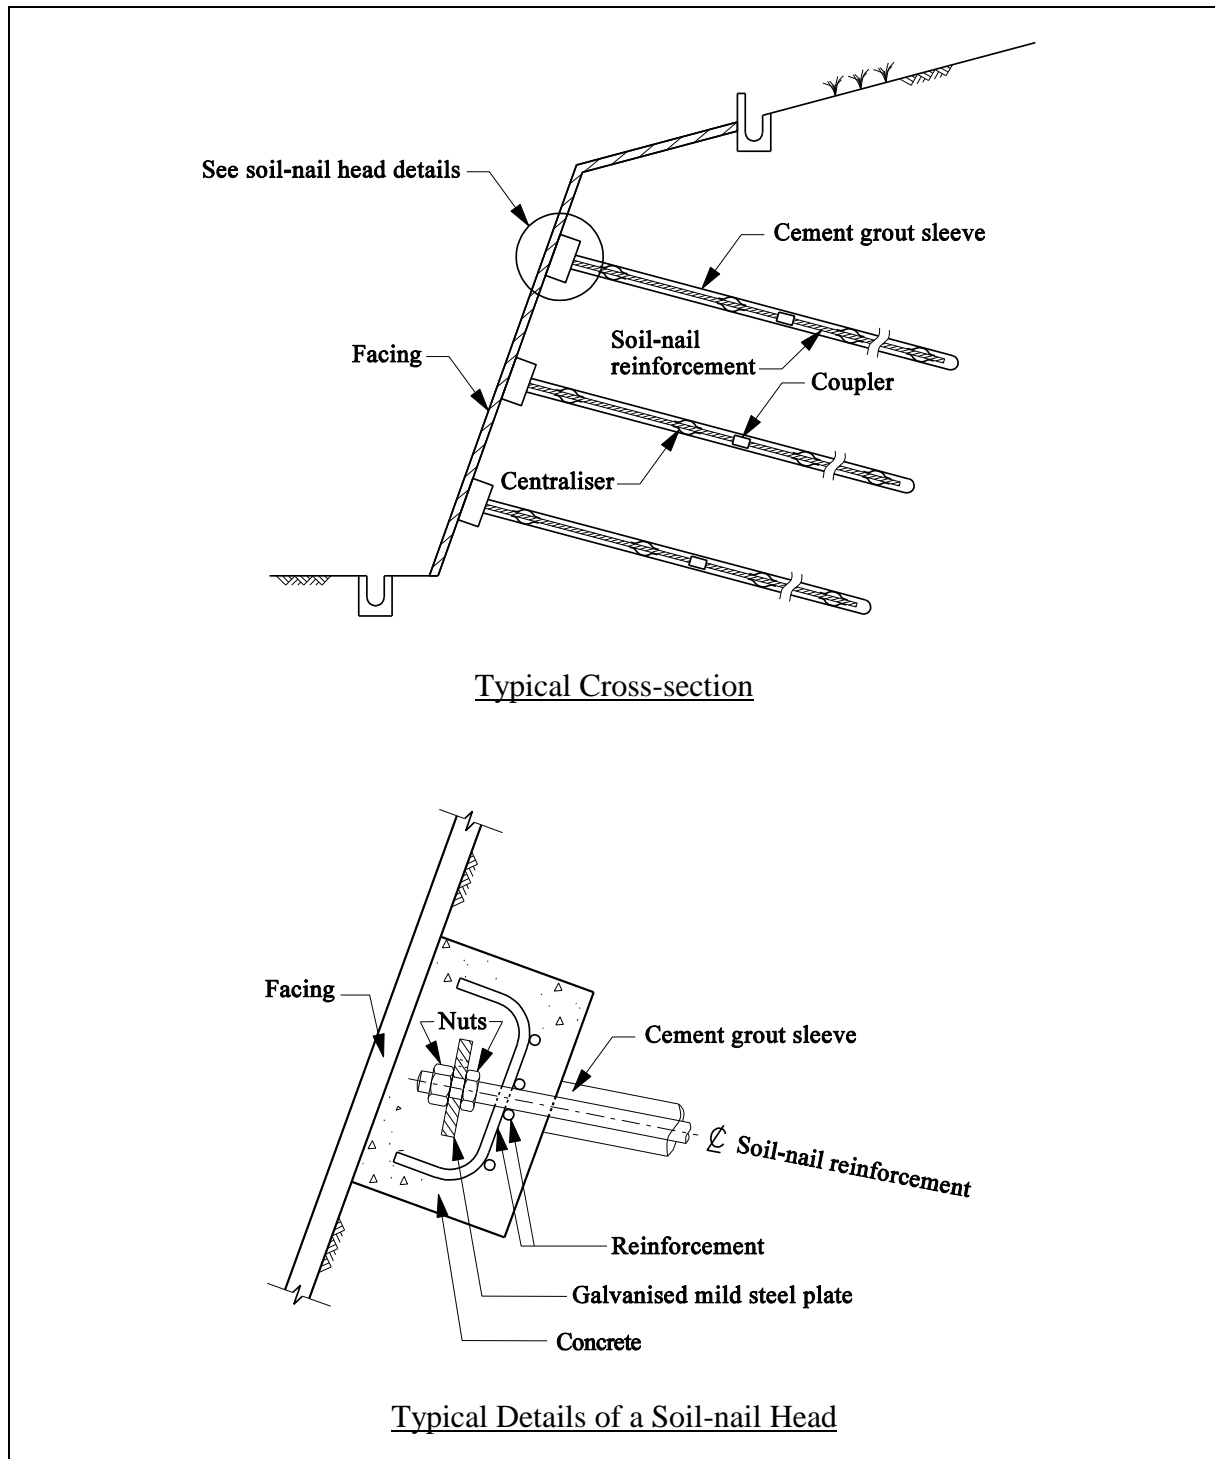 See soil-nail head details
Cement grout sleeve
Soil-nail
reinforcement
Facing
Coupler
Centraliser
Typical Cross-section
Facing
Nuts
Cement grout sleeve
℄ Soil-nail reinforcement
Reinforcement
Galvanised mild steel plate
Concrete
Typical Details of a Soil-nail Head